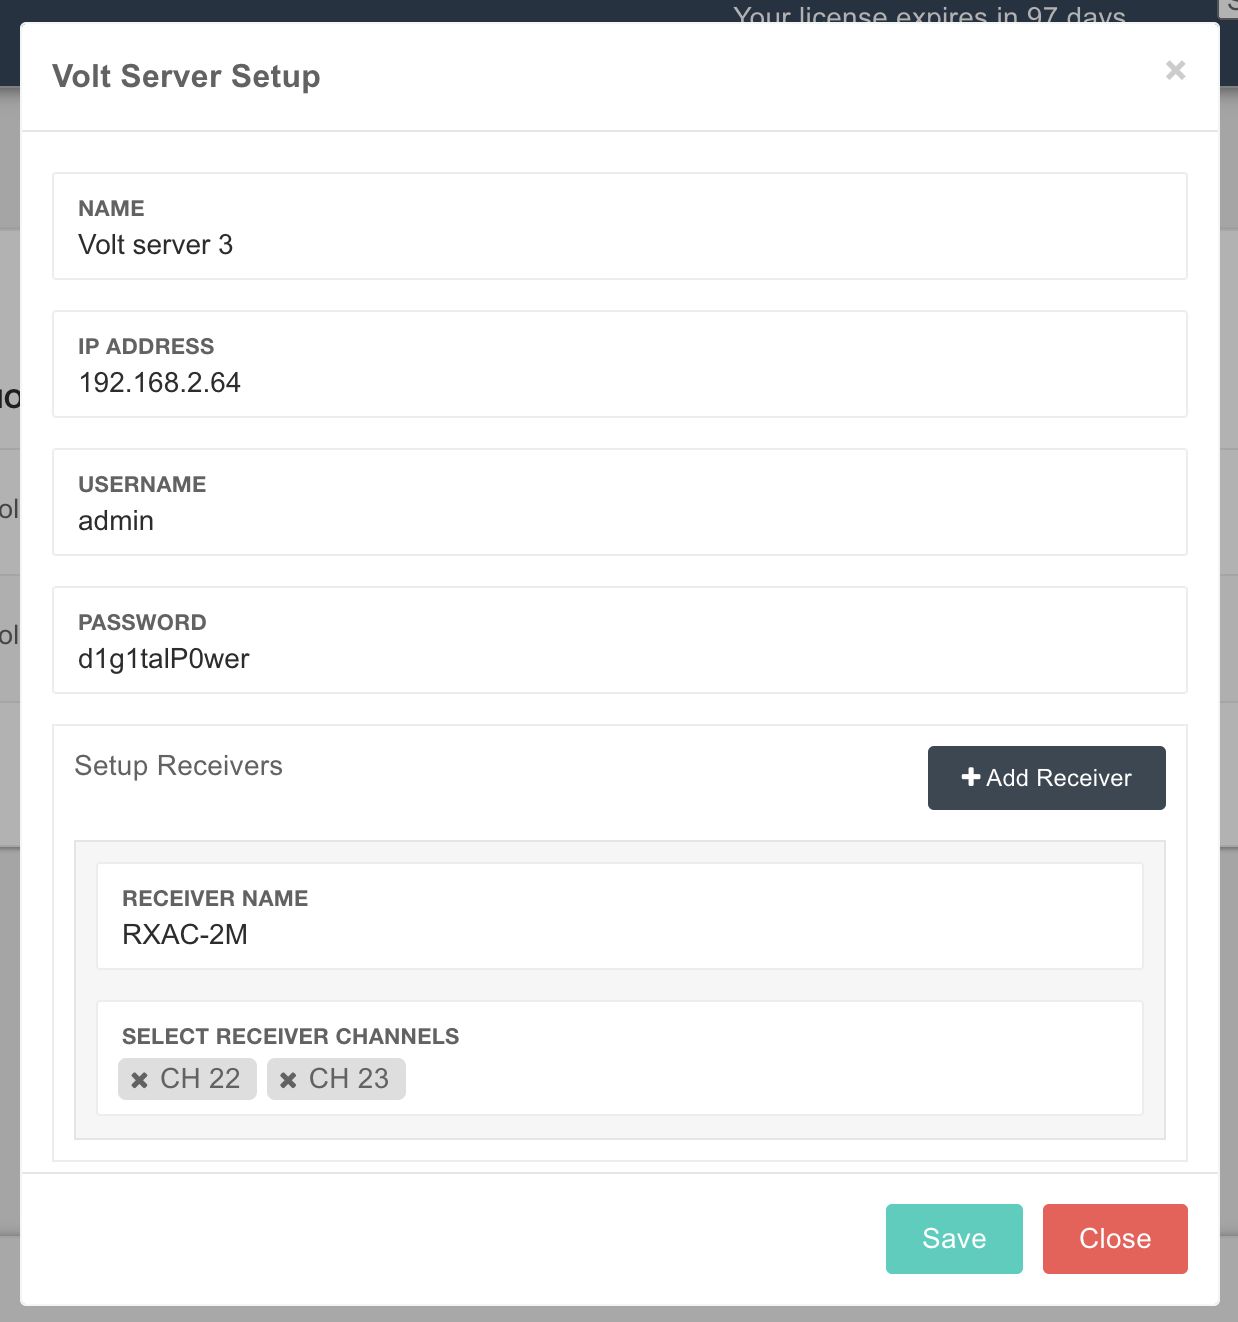 Your license expires in 97 days
Volt Server Setup
NAME
Volt server 3
IP ADDRESS
192.168.2.64
USERNAME
admin
PASSWORD
d1g1talP0wer
Setup Receivers
Add Receiver
RECEIVER NAME
RXAC-2M
SELECT RECEIVER CHANNELS
CH 22 CH 23
Save Close